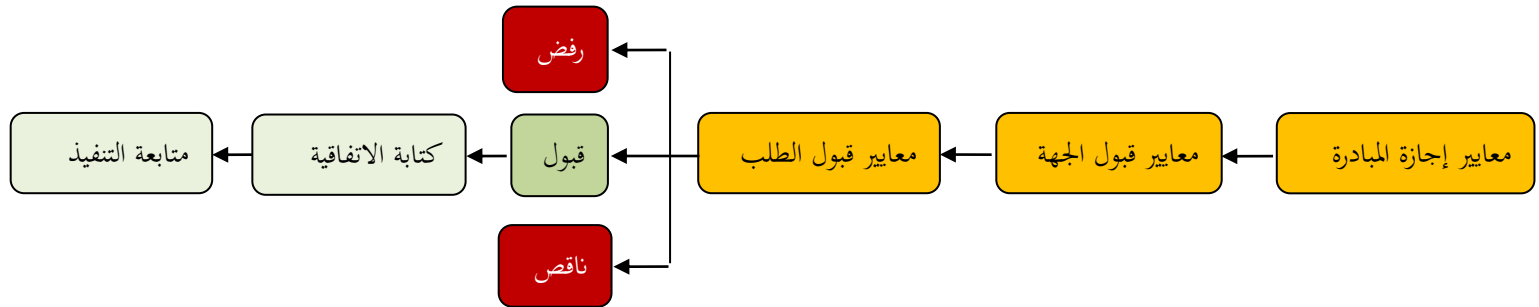 معايير إجازة المبادرة
معايير قبول الجهة
معايير قبول الطلب
رفض
قبول
ناقص
كتابة الاتفاقية
متابعة التنفيذ